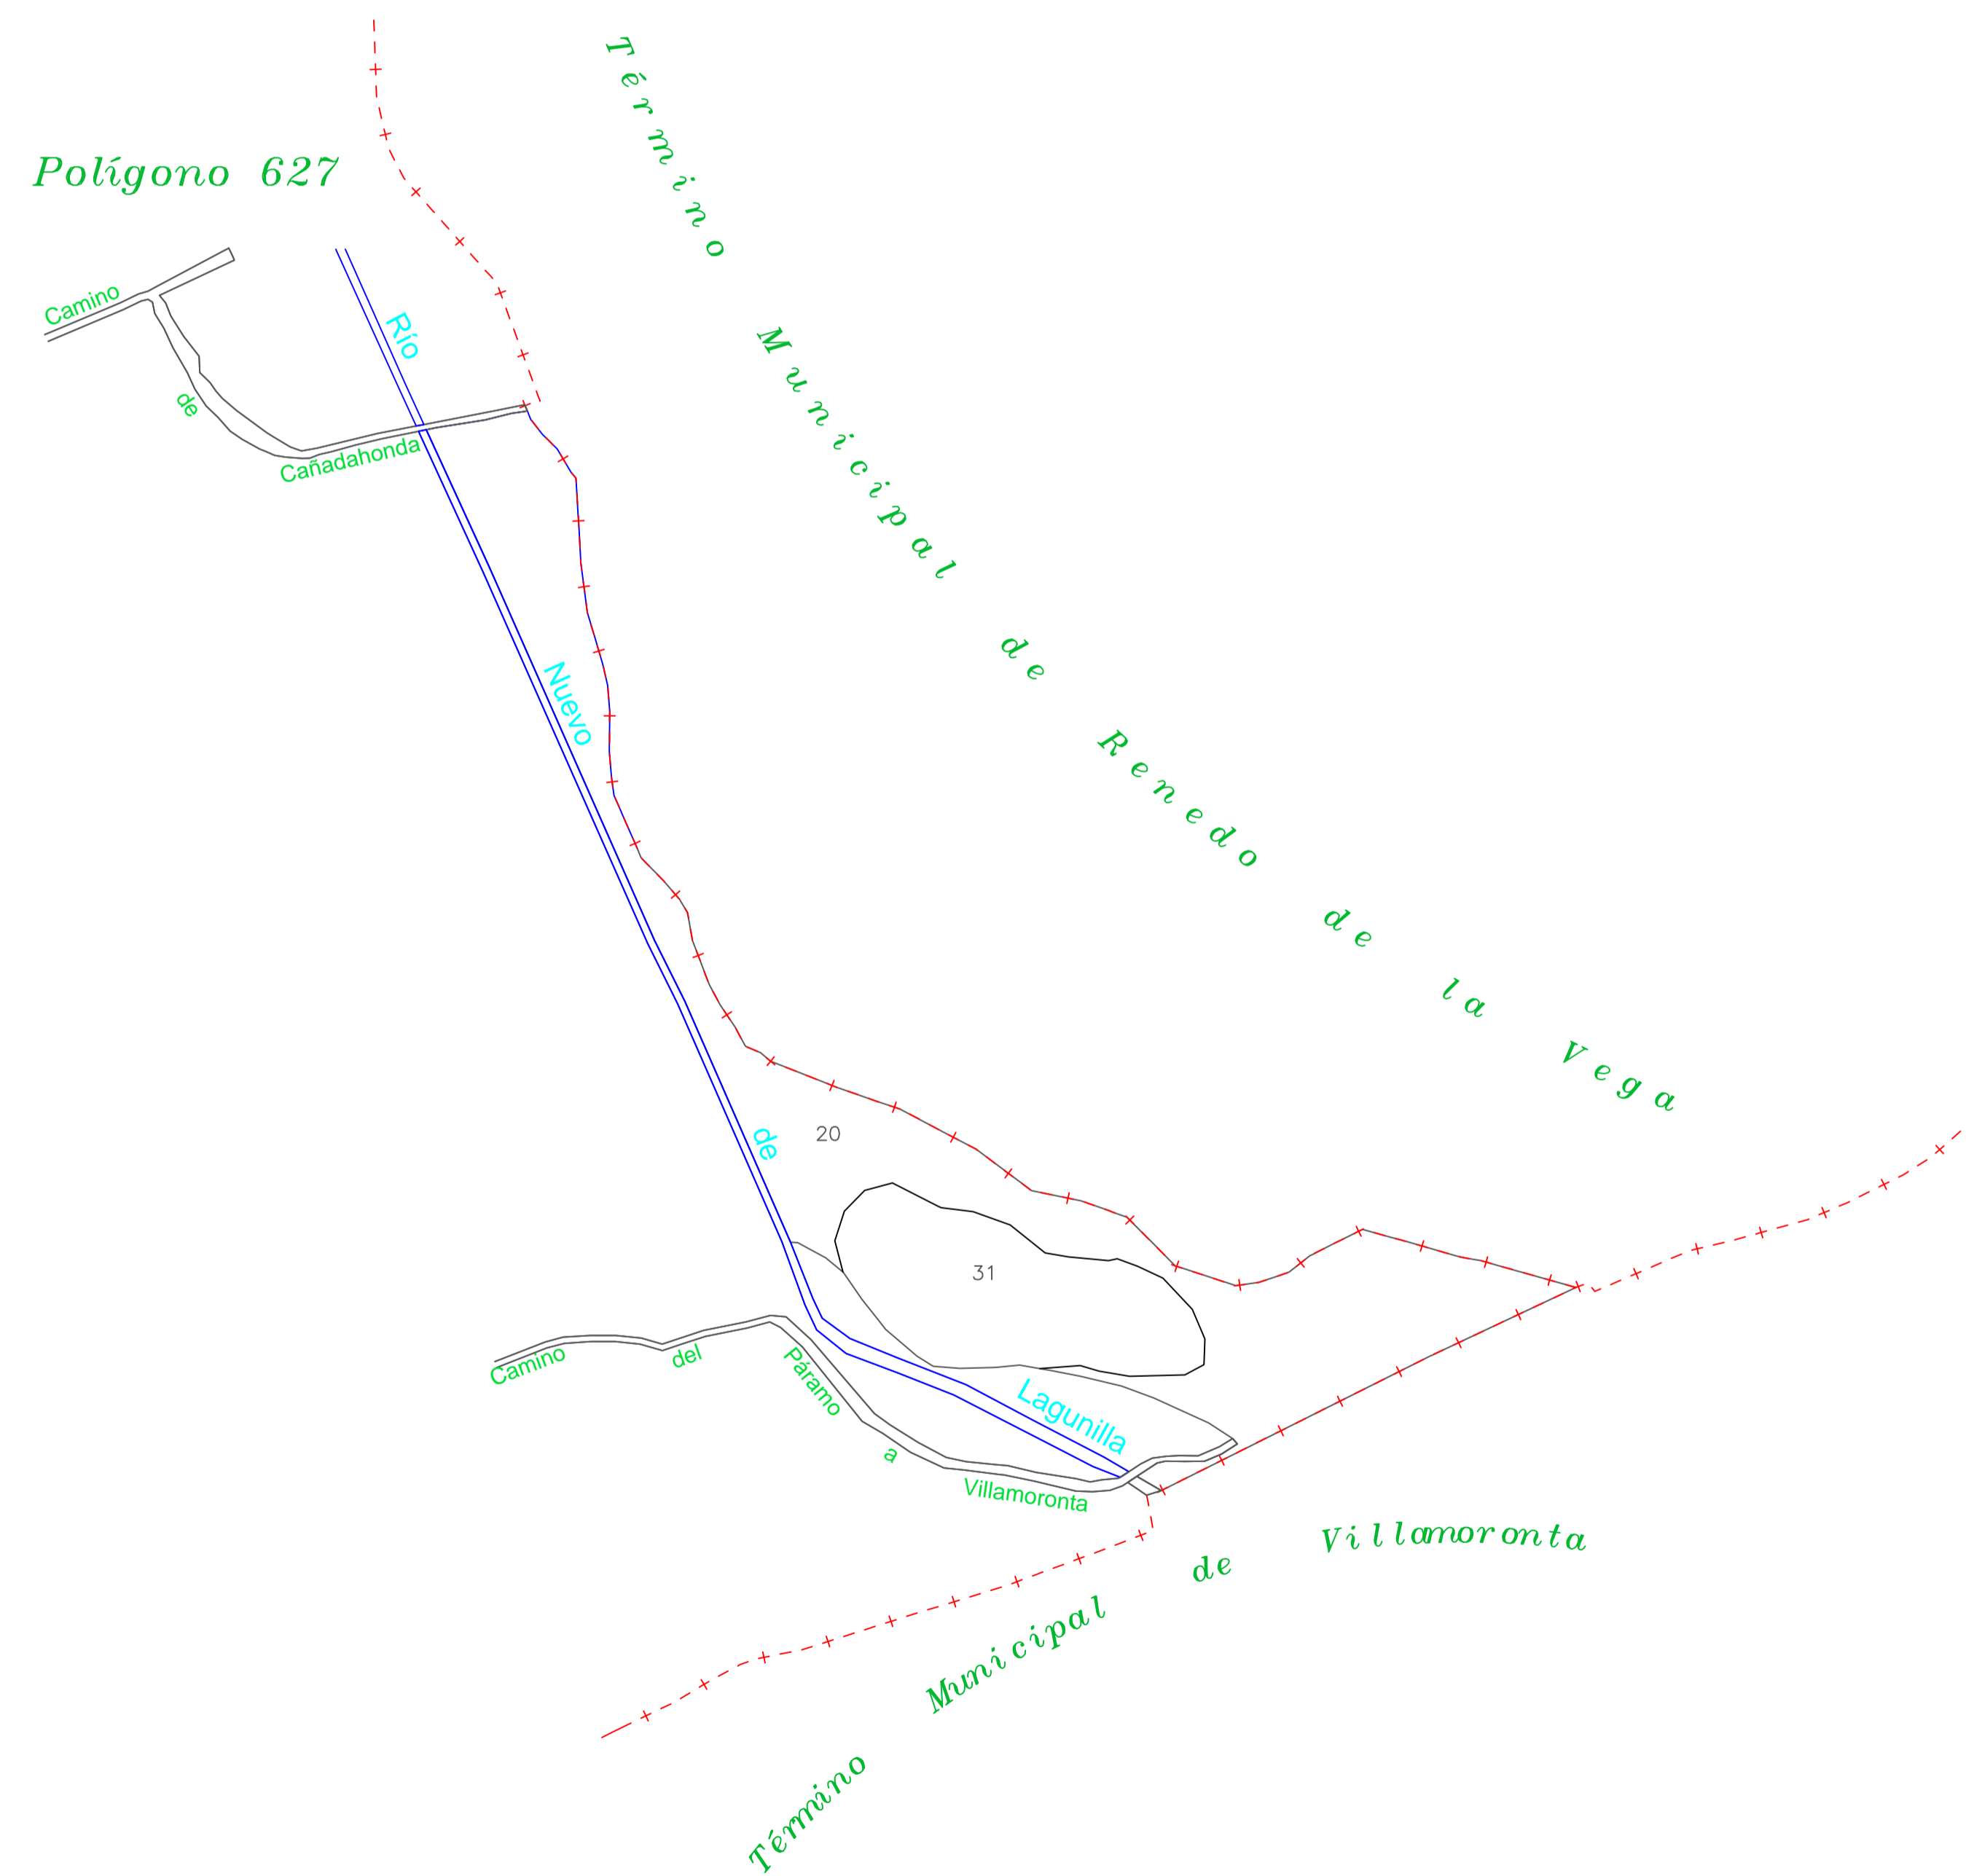 Polígono 627
Término Municipal de Renedo de la Vega
Camino de Cañadahonda
Río Nuevo de Lagunilla
20
31
Camino del Páramo a Villamoronta
Término Municipal de Villamoronta